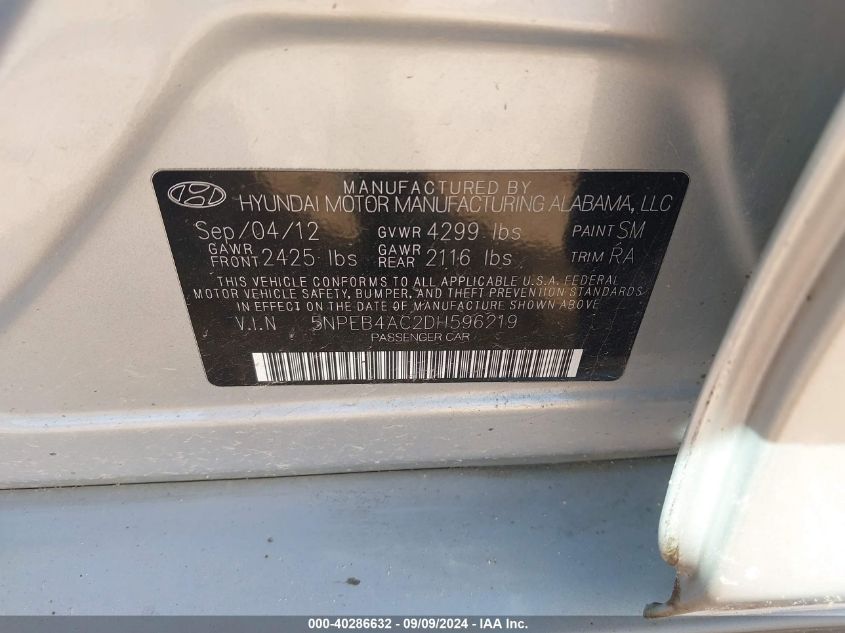 MANUFACTURED BY
HYUNDAI MOTOR MANUFACTURING ALABAMA, LLC
Sep/04/12 GVWR 4299 lbs PAINT SM
GAWR FRONT 2425 lbs GAWR REAR 2116 lbs TRIM RA
THIS VEHICLE CONFORMS TO ALL APPLICABLE U.S.A. FEDERAL
MOTOR VEHICLE SAFETY, BUMPER, AND THEFT PREVENTION STANDARDS
IN EFFECT ON THE DATE OF MANUFACTURE SHOWN ABOVE.
V.I.N 5NPEB4AC2DH596219
PASSENGER CAR
000-40286632 - 09/09/2024 - IAA Inc.